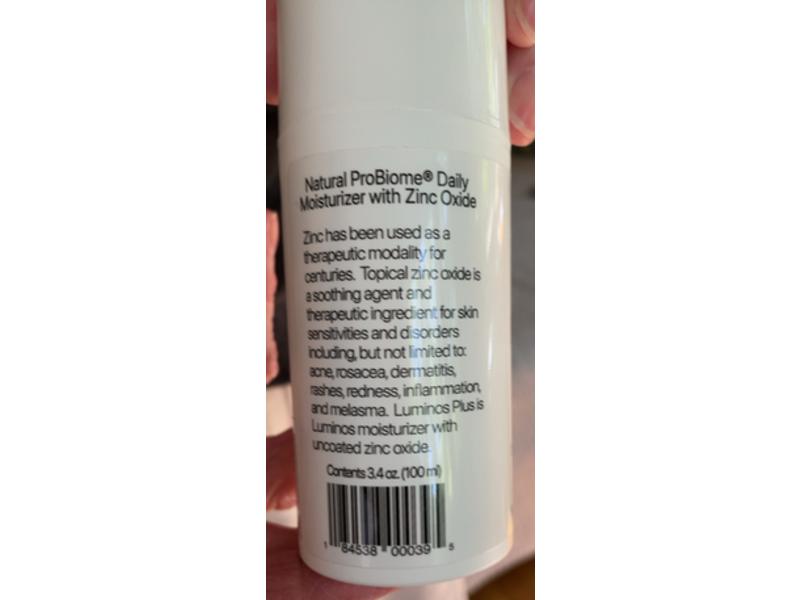 Natural ProBiome® Daily
Moisturizer with Zinc Oxide
Zinc has been used as a
therapeutic modality for
centuries. Topical zinc oxide is
a soothing agent and
therapeutic ingredient for skin
sensitivities and disorders
including, but not limited to:
acne, rosacea, dermatitis,
rashes, redness, inflammation,
and melasma. Luminos Plus is
Luminos moisturizer with
uncoated zinc oxide.
Contents 3.4 oz. (100 ml)
1 84538 00039 5